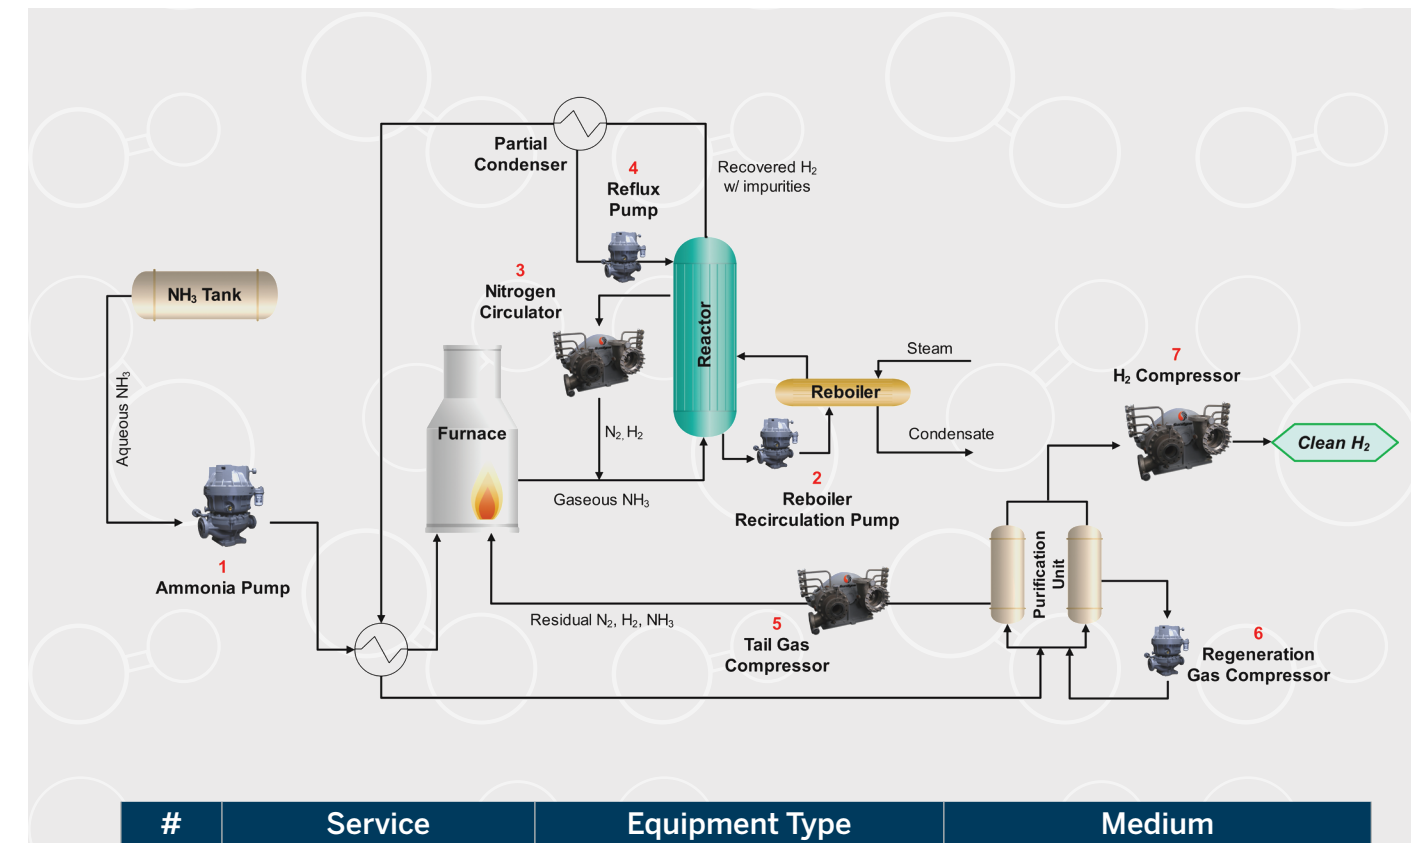 Partial
Condenser
4
Reflux
Pump
Recovered H₂
w/ impurities
3
Nitrogen
Circulator
NH₃ Tank
Reactor
Aqueous NH₃
Furnace
N₂, H₂
Gaseous NH₃
Steam
Reboiler
Condensate
2
Reboiler
Recirculation Pump
7
H₂ Compressor
Clean H₂
1
Ammonia Pump
Purification
Unit
Residual N₂, H₂, NH₃
5
Tail Gas
Compressor
6
Regeneration
Gas Compressor
# Service Equipment Type Medium